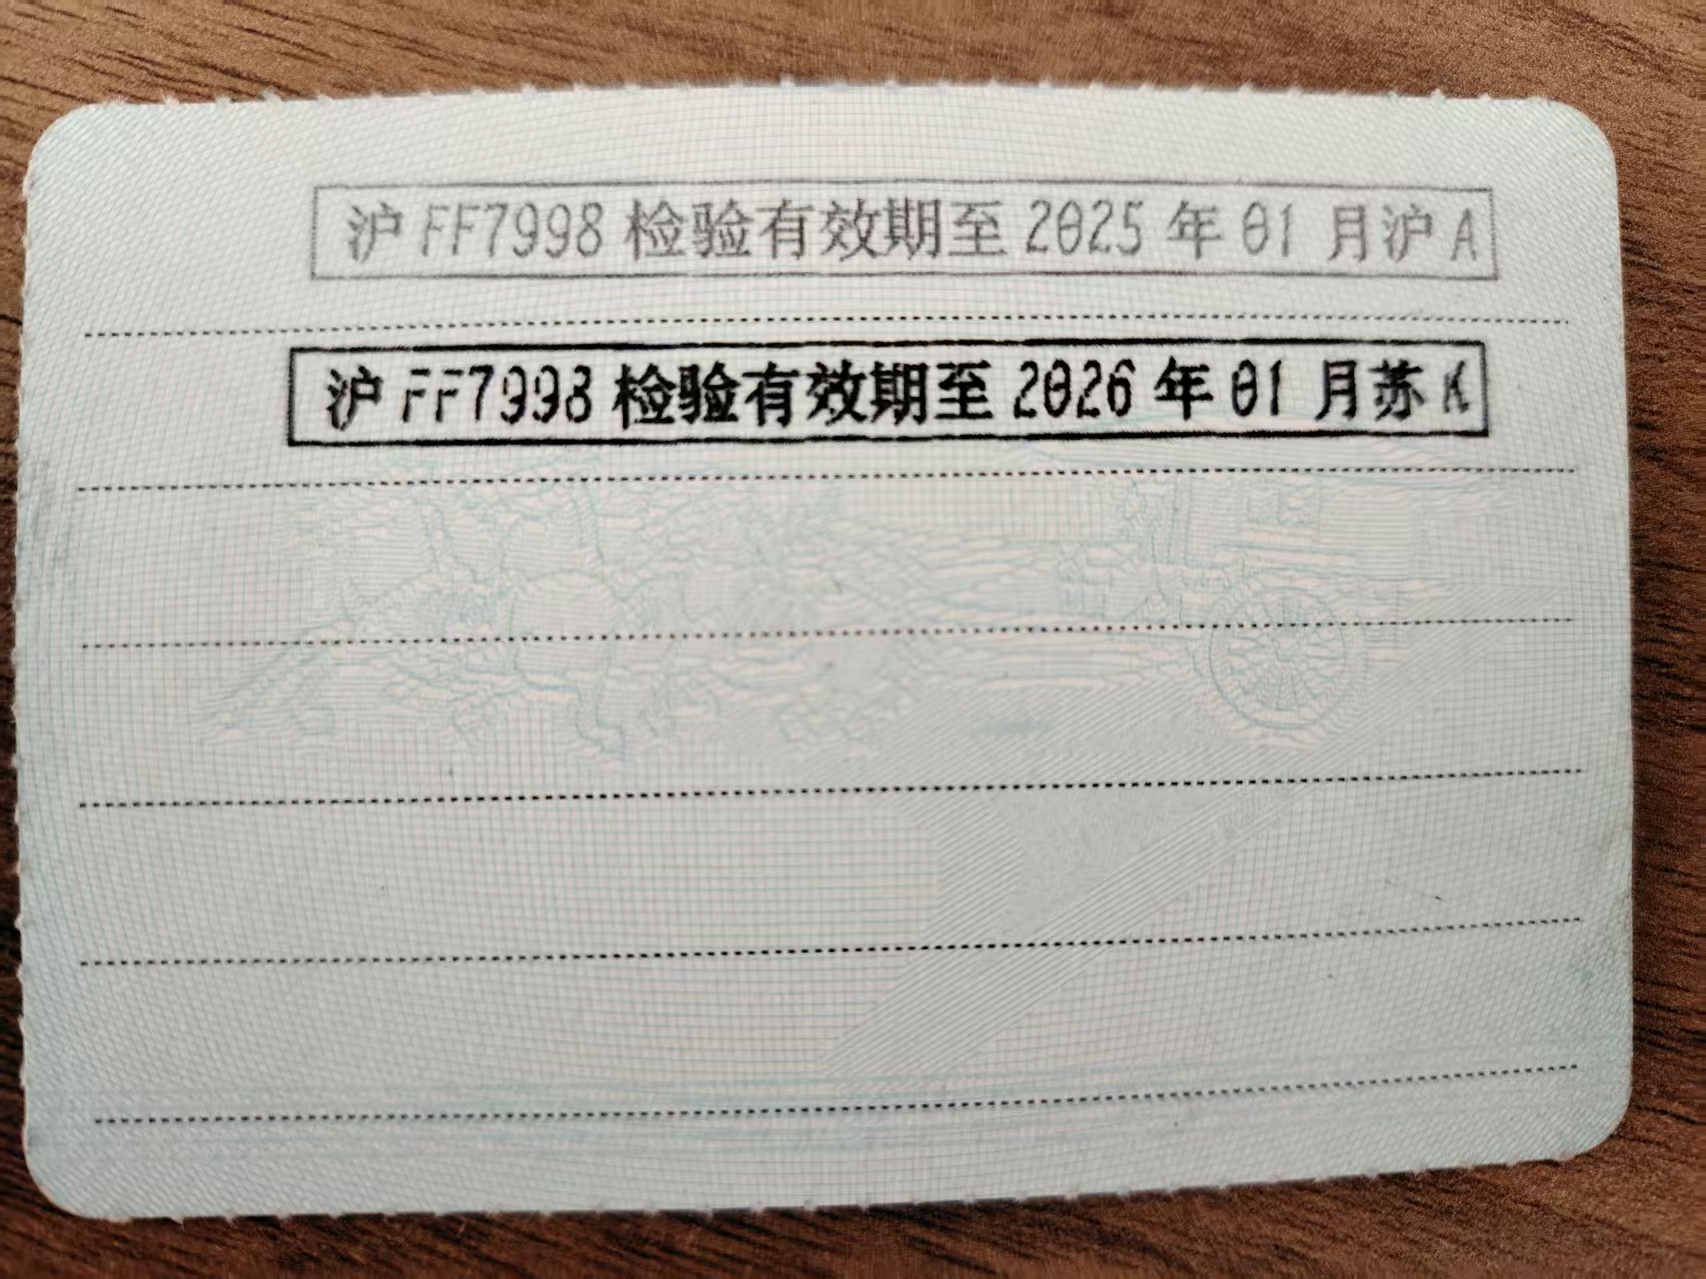 沪 FF7998 检验有效期至 2025 年 01 月沪 A
沪 FF7998 检验有效期至 2026 年 01 月苏 K